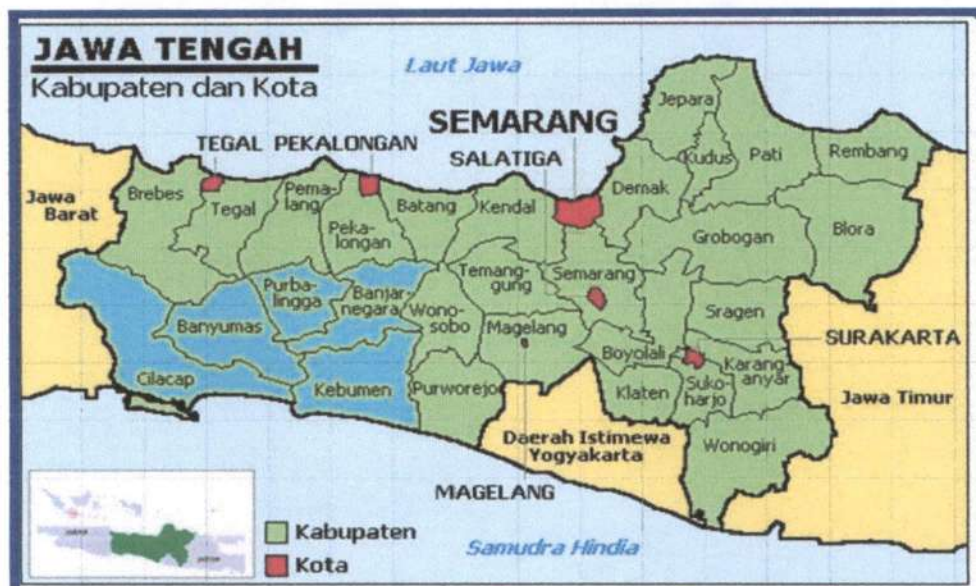 JAWA TENGAH
Kabupaten dan Kota
Laut Jawa
SEMARANG
TEGAL PEKALONGAN
SALATIGA
Jepara
Kudus
Pati
Rembang
Jawa
Barat
Brebes
Tegal
Pema-
lang
Peka-
longan
Batang
Kendal
Demak
Grobogan
Blora
Purba-
lingga
Banjar-
negara
Wono-
sobo
Temang-
gung
Semarang
Banyumas
Magelang
Sragen
SURAKARTA
Boyolali
Karang-
anyar
Cilacap
Kebumen
Purworejo
Klaten
Suko-
harjo
Jawa Timur
Daerah Istimewa
Yogyakarta
Wonogiri
MAGELANG
Kabupaten
Kota
Samudra Hindia